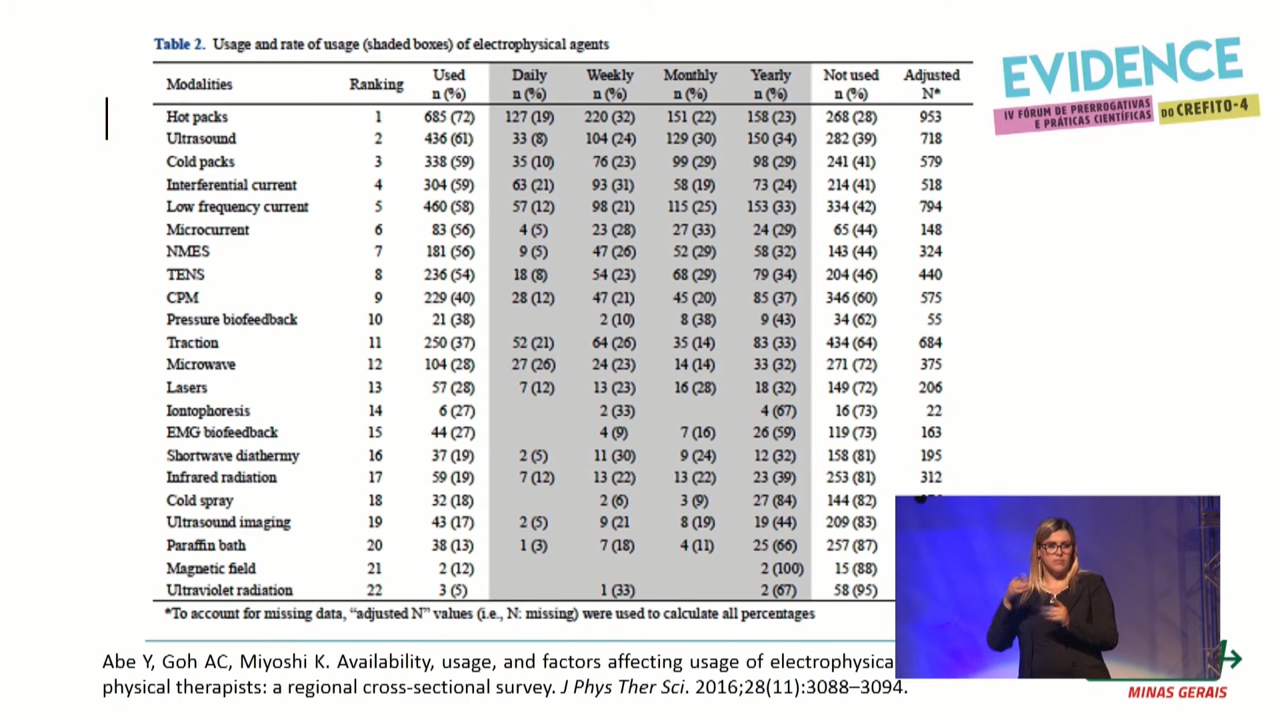 Table 2. Usage and rate of usage (shaded boxes) of electrophysical agents
EVIDENCE
IV FÓRUM DE PRERROGATIVAS
E PRÁTICAS CIENTÍFICAS
DO CREFITO-4
Modalities Ranking Used n (%) Daily n (%) Weekly n (%) Monthly n (%) Yearly n (%) Not used n (%) Adjusted N*
Hot packs 1 685 (72) 127 (19) 220 (32) 151 (22) 158 (23) 268 (28) 953
Ultrasound 2 436 (61) 33 (8) 104 (24) 129 (30) 150 (34) 282 (39) 718
Cold packs 3 338 (59) 35 (10) 76 (23) 99 (29) 98 (29) 241 (41) 579
Interferential current 4 304 (59) 63 (21) 93 (31) 58 (19) 73 (24) 214 (41) 518
Low frequency current 5 460 (58) 57 (12) 98 (21) 115 (25) 153 (33) 334 (42) 794
Microcurrent 6 83 (56) 4 (5) 23 (28) 27 (33) 24 (29) 65 (44) 148
NMES 7 181 (56) 9 (5) 47 (26) 52 (29) 58 (32) 143 (44) 324
TENS 8 236 (54) 18 (8) 54 (23) 68 (29) 79 (34) 204 (46) 440
CPM 9 229 (40) 28 (12) 47 (21) 45 (20) 85 (37) 346 (60) 575
Pressure biofeedback 10 21 (38) 2 (10) 8 (38) 9 (43) 34 (62) 55
Traction 11 250 (37) 52 (21) 64 (26) 35 (14) 83 (33) 434 (64) 684
Microwave 12 104 (28) 27 (26) 24 (23) 14 (14) 33 (32) 271 (72) 375
Lasers 13 57 (28) 7 (12) 13 (23) 16 (28) 18 (32) 149 (72) 206
Iontophoresis 14 6 (27) 2 (33) 4 (67) 16 (73) 22
EMG biofeedback 15 44 (27) 4 (9) 7 (16) 26 (59) 119 (73) 163
Shortwave diathermy 16 37 (19) 2 (5) 11 (30) 9 (24) 12 (32) 158 (81) 195
Infrared radiation 17 59 (19) 7 (12) 13 (22) 13 (22) 23 (39) 253 (81) 312
Cold spray 18 32 (18) 2 (6) 3 (9) 27 (84) 144 (82)
Ultrasound imaging 19 43 (17) 2 (5) 9 (21 8 (19) 19 (44) 209 (83)
Paraffin bath 20 38 (13) 1 (3) 7 (18) 4 (11) 25 (66) 257 (87)
Magnetic field 21 2 (12) 2 (100) 15 (88)
Ultraviolet radiation 22 3 (5) 1 (33) 2 (67) 58 (95)
*To account for missing data, “adjusted N” values (i.e., N: missing) were used to calculate all percentages
Abe Y, Goh AC, Miyoshi K. Availability, usage, and factors affecting usage of electrophysica
physical therapists: a regional cross-sectional survey. J Phys Ther Sci. 2016;28(11):3088–3094.
MINAS GERAIS